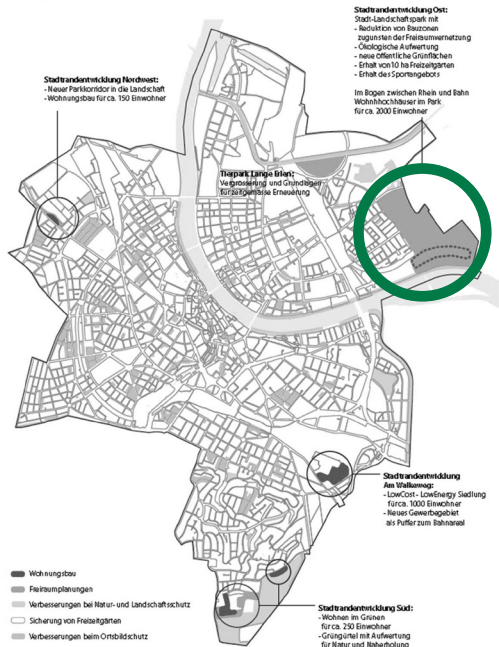 Stadtrandentwicklung Ost:
Stadt-Landschaftspark mit
- Reduktion von Bauzonen
zugunsten der Freiraumvernetzung
- Ökologische Aufwertung
- neue öffentliche Grünflächen
- Erhalt von 10 ha Freizeitgärten
- Erhalt des Sportangebots
Im Bogen zwischen Rhein und Bahn
Wohnhochhäuser im Park
für ca. 2000 Einwohner
Stadtrandentwicklung Nordwest:
- Neuer Parkkorridor in die Landschaft
- Wohnungsbau für ca. 150 Einwohner
Tierpark Lange Erlen:
Vergrösserung und Grundlagen
für zeitgemässe Erneuerung
Stadtrandentwicklung
Am Walkeweg:
- LowCost - LowEnergy Siedlung
für ca. 1000 Einwohner
- Neues Gewerbegebiet
als Puffer zum Bahnareal
Stadtrandentwicklung Süd:
- Wohnen im Grünen
für ca. 250 Einwohner
- Grüngürtel mit Aufwertung
für Natur und Naherholung
Wohnungsbau
Freiraumplanungen
Verbesserungen bei Natur- und Landschaftsschutz
Sicherung von Freizeitgärten
Verbesserungen beim Ortsbildschutz